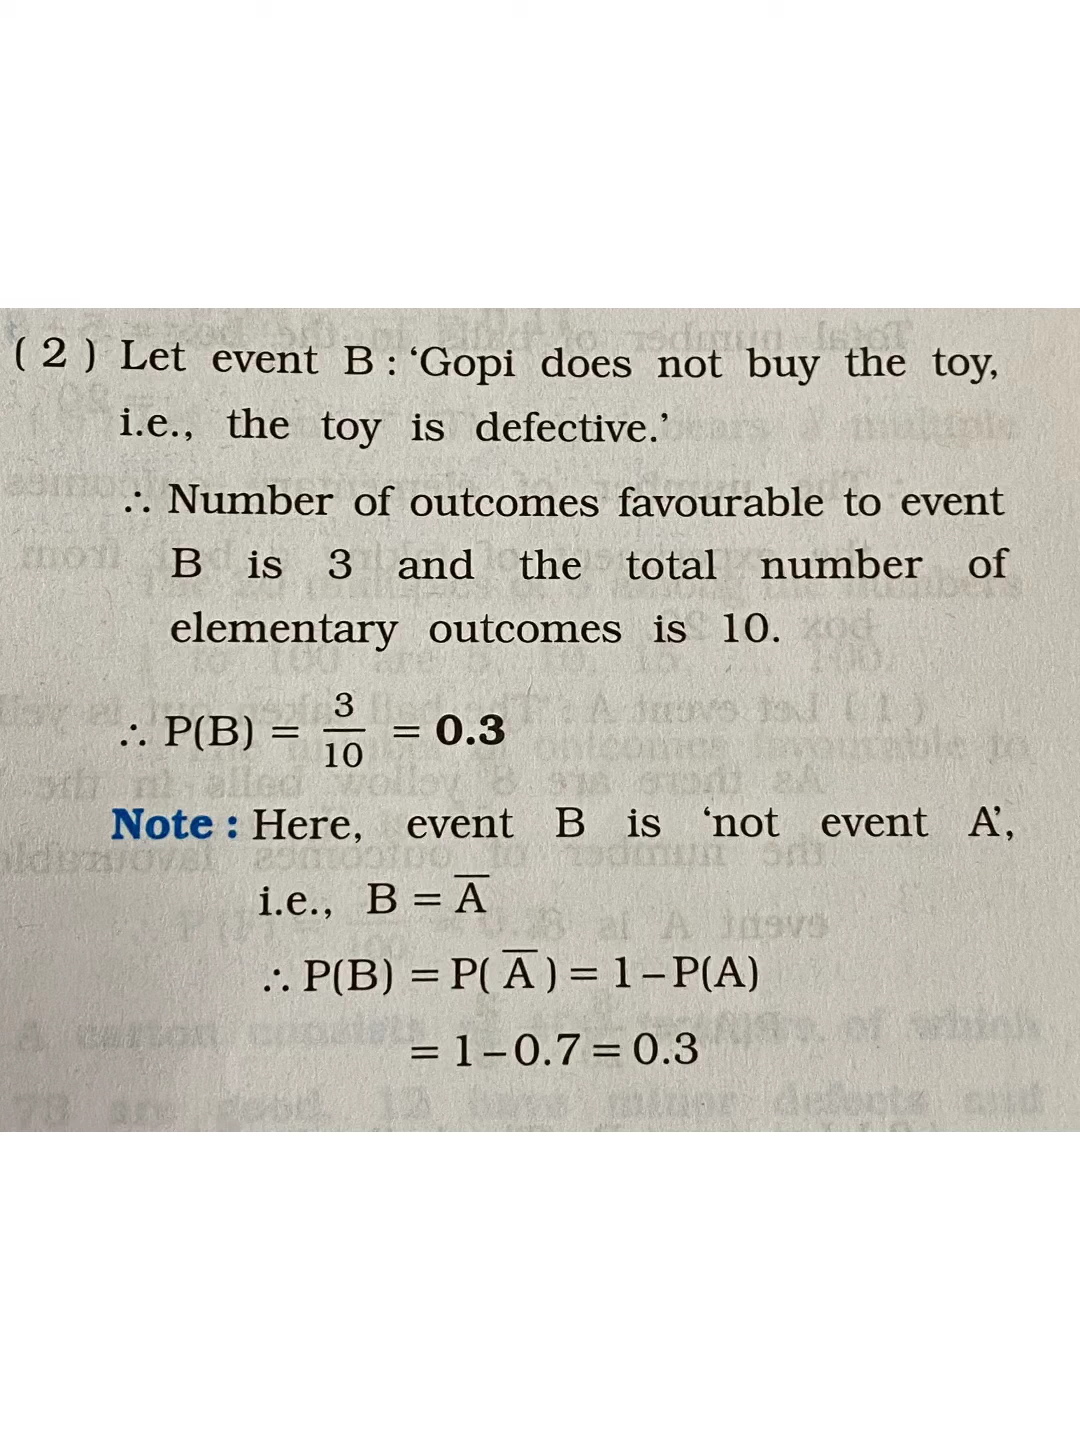 ( 2 ) Let event B : ‘Gopi does not buy the toy,
i.e., the toy is defective.’
∴ Number of outcomes favourable to event
B is 3 and the total number of
elementary outcomes is 10.
∴ P(B) = 3/10 = 0.3
Note : Here, event B is ‘not event A’,
i.e., B = A̅
∴ P(B) = P( A̅ ) = 1 – P(A)
= 1 – 0.7 = 0.3